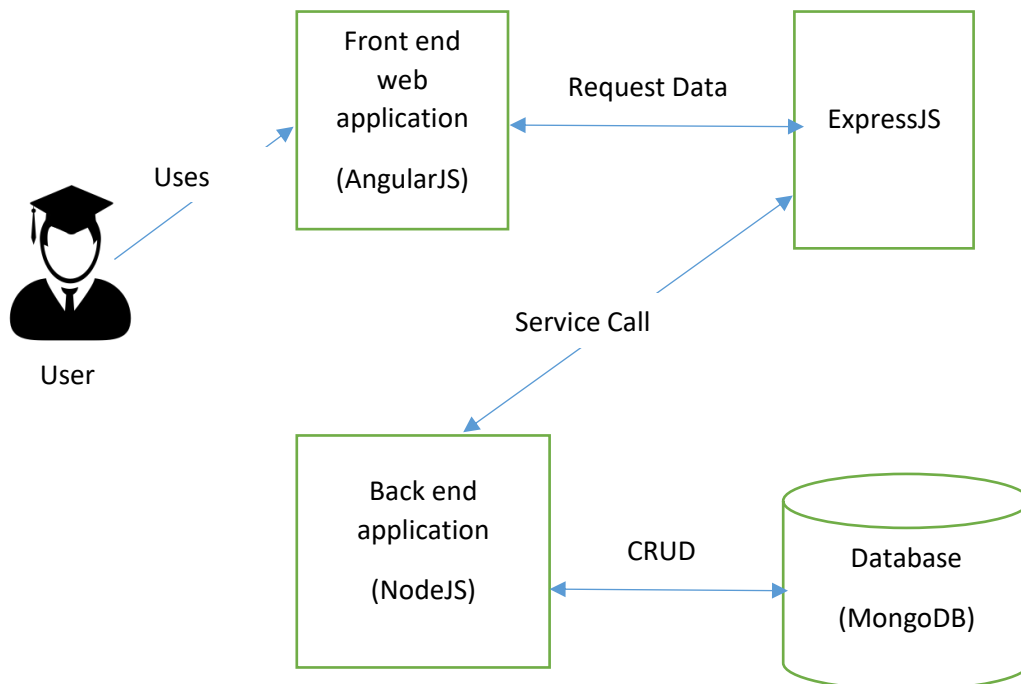 Front end
web
application
(AngularJS)
Request Data
ExpressJS
Uses
User
Service Call
Back end
application
(NodeJS)
CRUD
Database
(MongoDB)